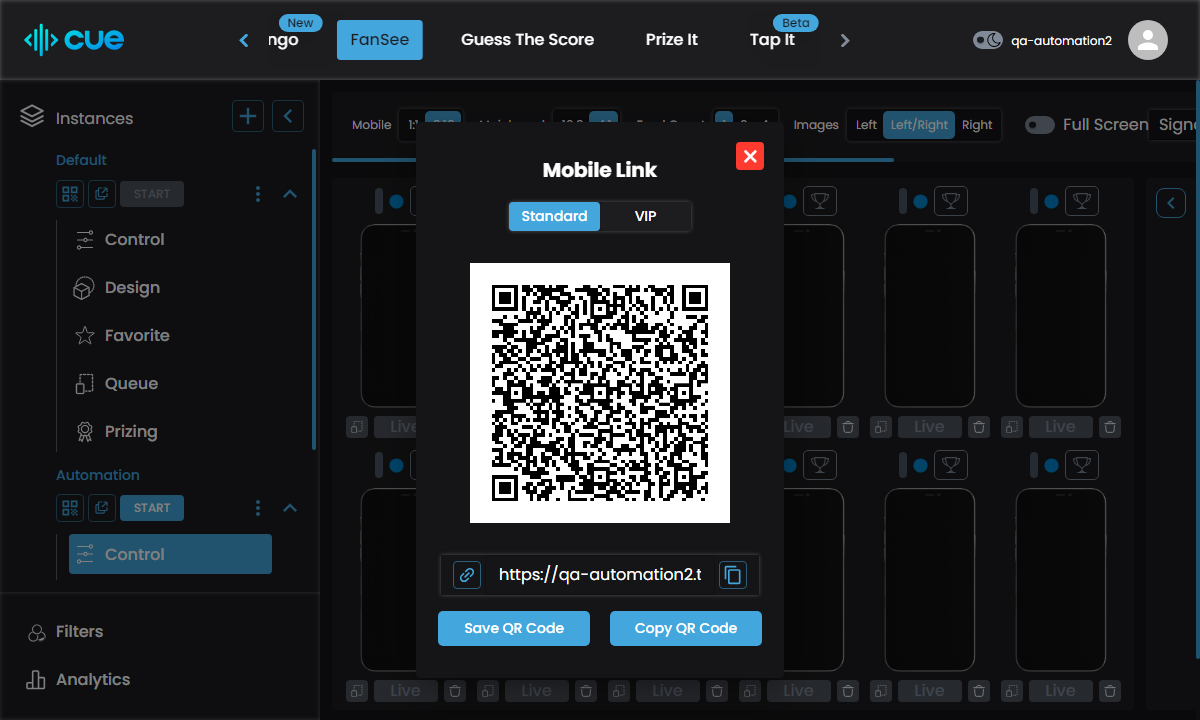 cue
New
ngo
FanSee
Guess The Score
Prize It
Beta
Tap It
qa-automation2
Instances
Default
START
Control
Design
Favorite
Queue
Prizing
Automation
START
Control
Filters
Analytics
Mobile
1:1
Images
Left
Left/Right
Right
Full Screen
Signa
Mobile Link
Standard
VIP
https://qa-automation2.t
Save QR Code
Copy QR Code
Live
Live
Live
Live
Live
Live
Live
Live
Live
Live